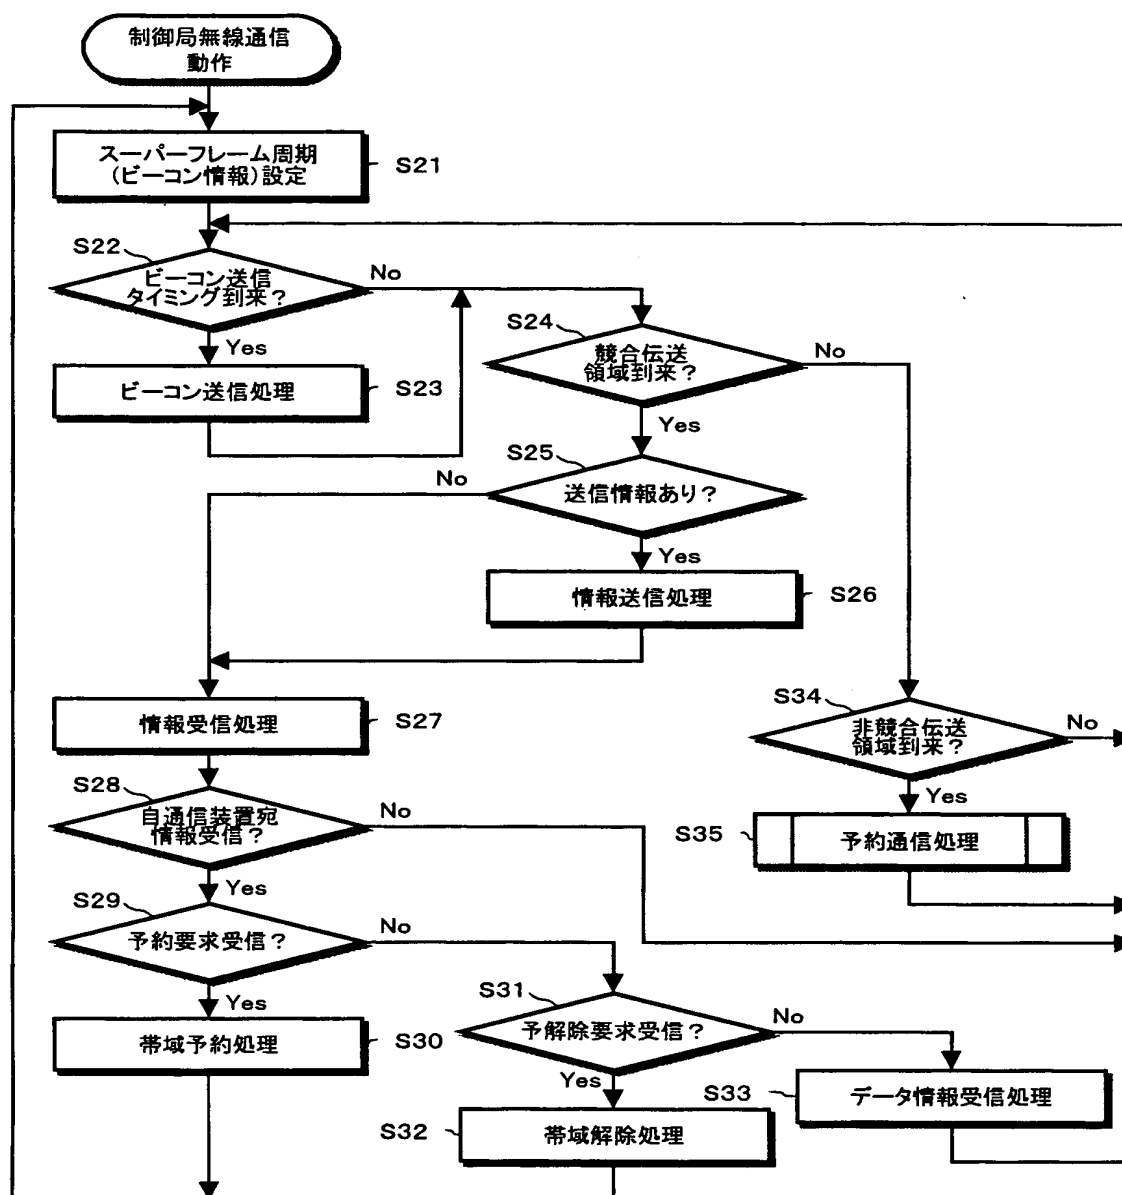 制御局無線通信
動作
スーパーフレーム周期
(ビーコン情報)設定
S21
S22
ビーコン送信
タイミング到来?
No
Yes
ビーコン送信処理
S23
S24
競合伝送
領域到来?
No
Yes
S25
送信情報あり?
No
Yes
情報送信処理
S26
情報受信処理
S27
S34
非競合伝送
領域到来?
No
Yes
S28
自通信装置宛
情報受信?
No
Yes
S35
予約通信処理
S29
予約要求受信?
No
Yes
帯域予約処理
S30
S31
予解除要求受信?
No
Yes
S33
データ情報受信処理
S32
帯域解除処理